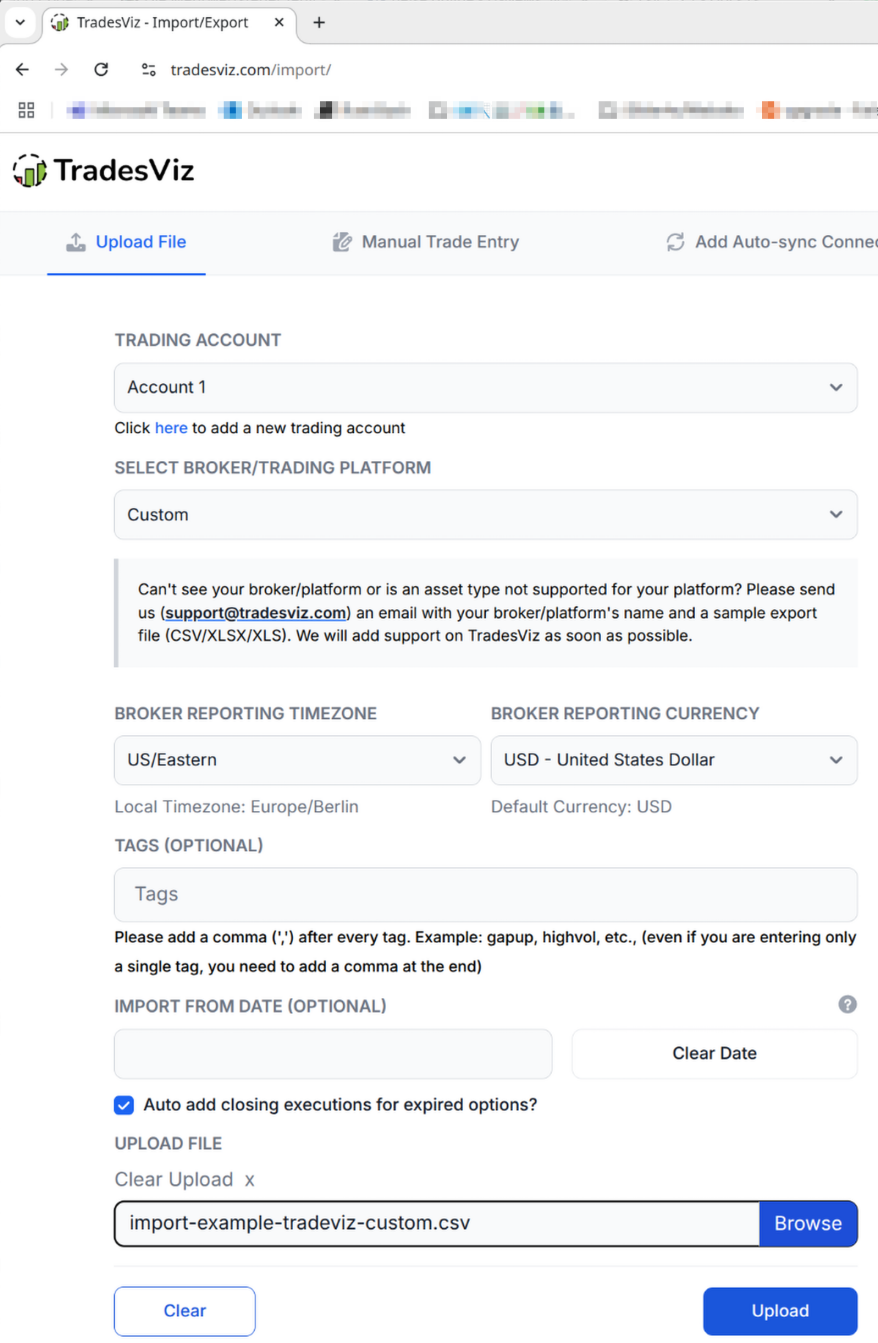 TradesViz - Import/Export
tradesviz.com/import/
TradesViz
Upload File
Manual Trade Entry
Add Auto-sync
TRADING ACCOUNT
Account 1
Click here to add a new trading account
SELECT BROKER/TRADING PLATFORM
Custom
Can't see your broker/platform or is an asset type not supported for your platform? Please send
us (support@tradesviz.com) an email with your broker/platform's name and a sample export
file (CSV/XLSX/XLS). We will add support on TradesViz as soon as possible.
BROKER REPORTING TIMEZONE
BROKER REPORTING CURRENCY
US/Eastern
USD - United States Dollar
Local Timezone: Europe/Berlin
Default Currency: USD
TAGS (OPTIONAL)
Tags
Please add a comma (',') after every tag. Example: gapup, highvol, etc., (even if you are entering only
a single tag, you need to add a comma at the end)
IMPORT FROM DATE (OPTIONAL)
Clear Date
Auto add closing executions for expired options?
UPLOAD FILE
Clear Upload x
import-example-tradeviz-custom.csv
Browse
Clear
Upload